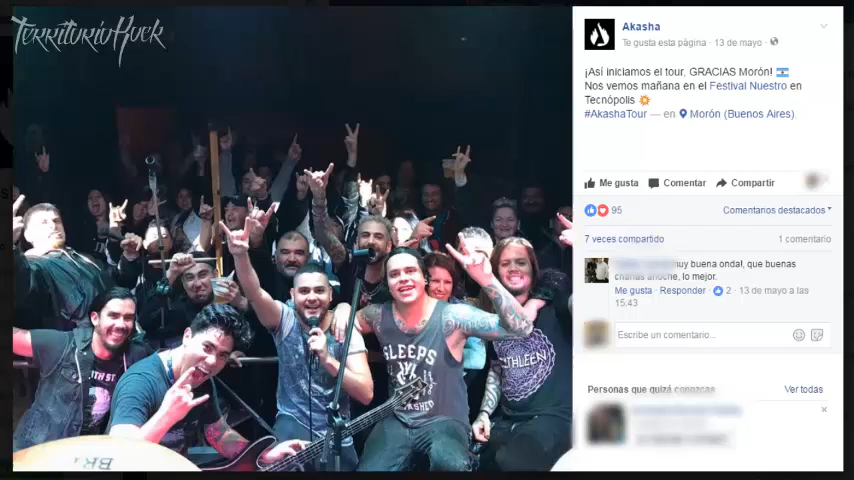 TerritorioRock
Akasha
Te gusta esta página · 13 de mayo ·
¡Así iniciamos el tour, GRACIAS Morón!
Nos vemos mañana en el Festival Nuestro en
Tecnópolis
#AkashaTour — en Morón (Buenos Aires).
Me gusta Comentar Compartir
95 Comentarios destacados
7 veces compartido 1 comentario
muy buena onda!, que buenas
charlas anoche, lo mejor.
Me gusta · Responder · 2 · 13 de mayo a las
15:43
Escribe un comentario...
Personas que quizá conozcas Ver todas
SLEEPS